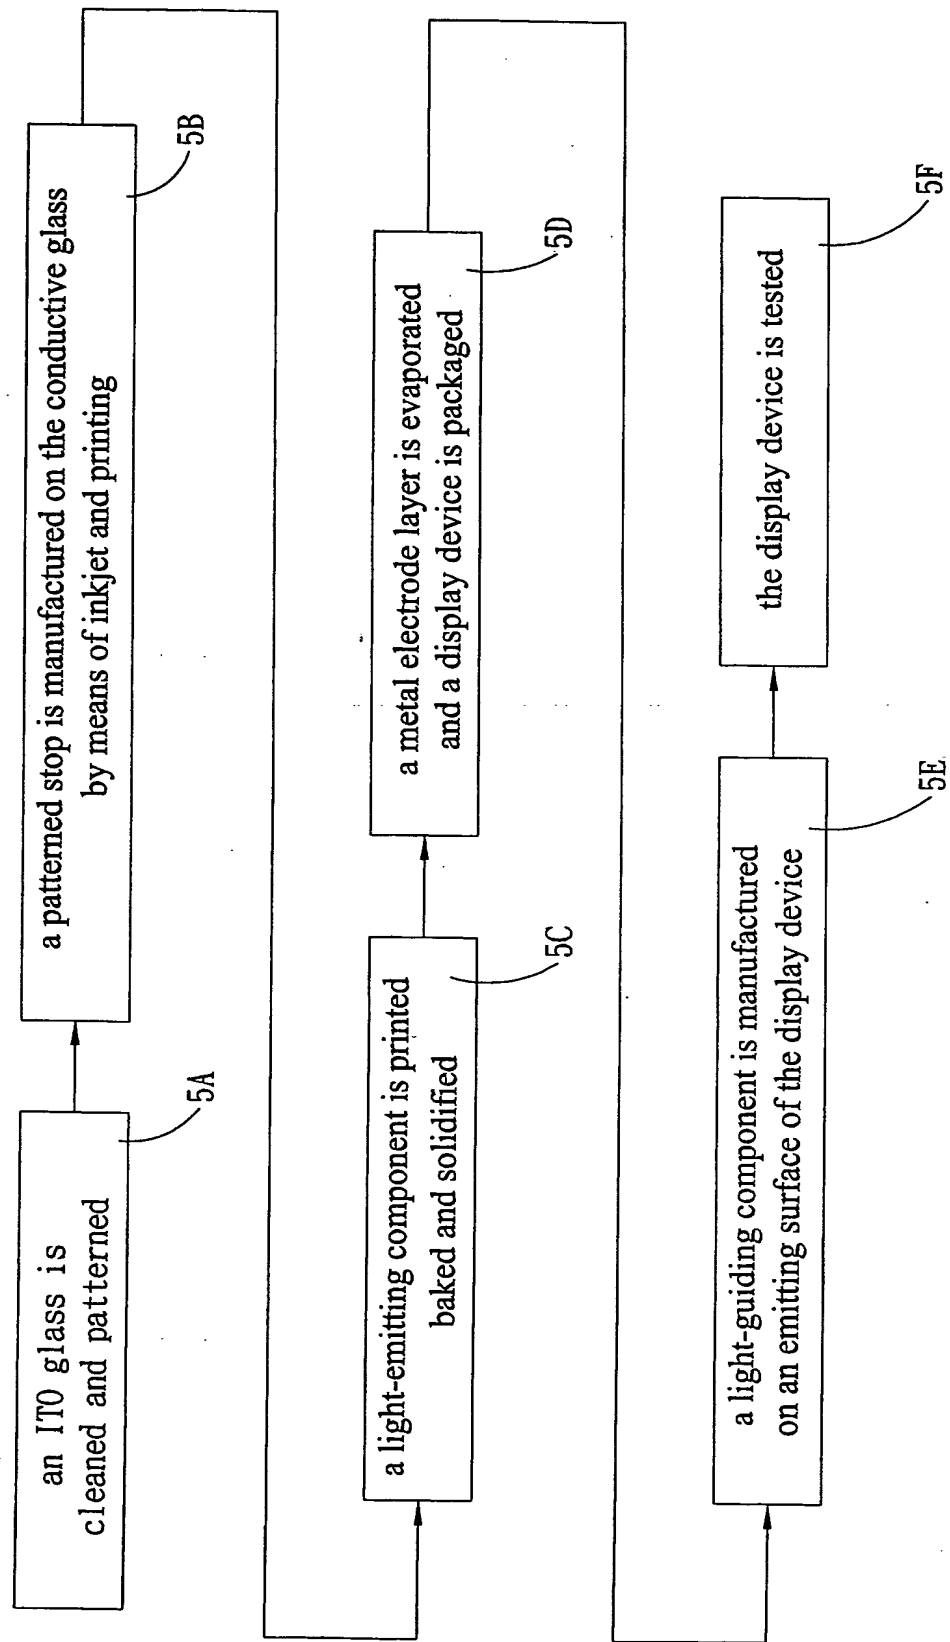 an ITO glass is
cleaned and patterned
5A
a patterned stop is manufactured on the conductive glass
by means of inkjet and printing
5B
a light-emitting component is printed
baked and solidified
5C
a metal electrode layer is evaporated
and a display device is packaged
5D
a light-guiding component is manufactured
on an emitting surface of the display device
5E
the display device is tested
5F